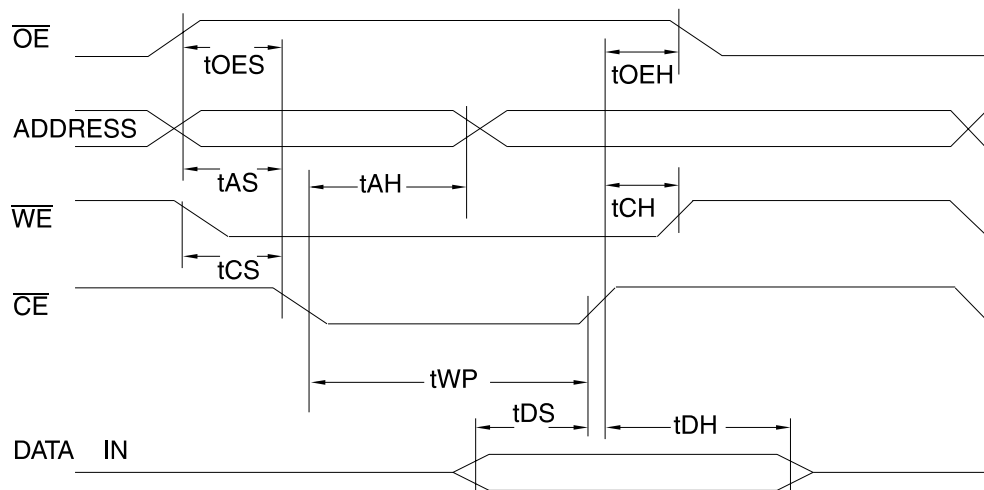 OE
tOES
tOEH
ADDRESS
tAS
tAH
tCH
WE
tCS
CE
tWP
tDS
tDH
DATA IN